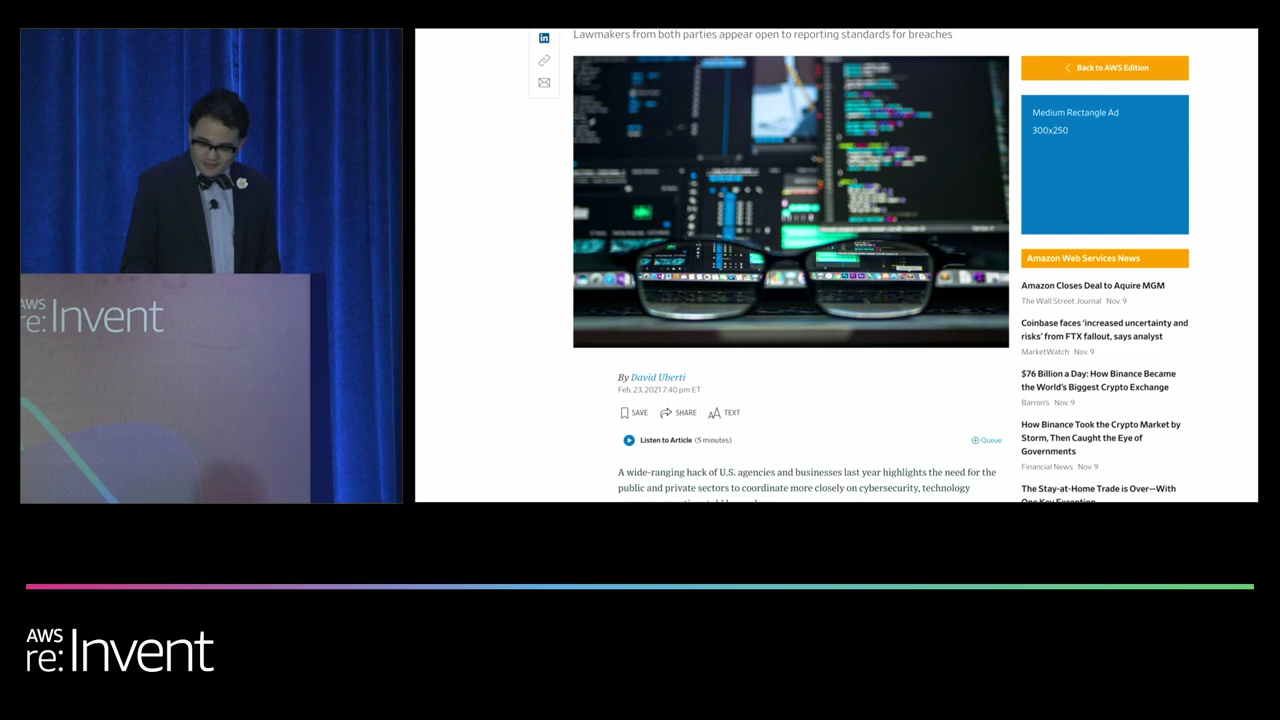 AWS
re:Invent
Lawmakers from both parties appear open to reporting standards for breaches
Back to AWS Edition
Medium Rectangle Ad
300x250
Amazon Web Services News
Amazon Closes Deal to Aquire MGM
The Wall Street Journal Nov. 9
Coinbase faces ‘increased uncertainty and
risks’ from FTX fallout, says analyst
MarketWatch Nov. 9
$76 Billion a Day: How Binance Became
the World’s Biggest Crypto Exchange
Barron's Nov. 9
How Binance Took the Crypto Market by
Storm, Then Caught the Eye of
Governments
Financial News Nov. 9
The Stay-at-Home Trade is Over—With
One Key Exception
By David Uberti
Feb. 23, 2021 7:40 pm ET
SAVE SHARE AA TEXT
Listen to Article (5 minutes)
Queue
A wide-ranging hack of U.S. agencies and businesses last year highlights the need for the
public and private sectors to coordinate more closely on cybersecurity, technology
AWS
re:Invent